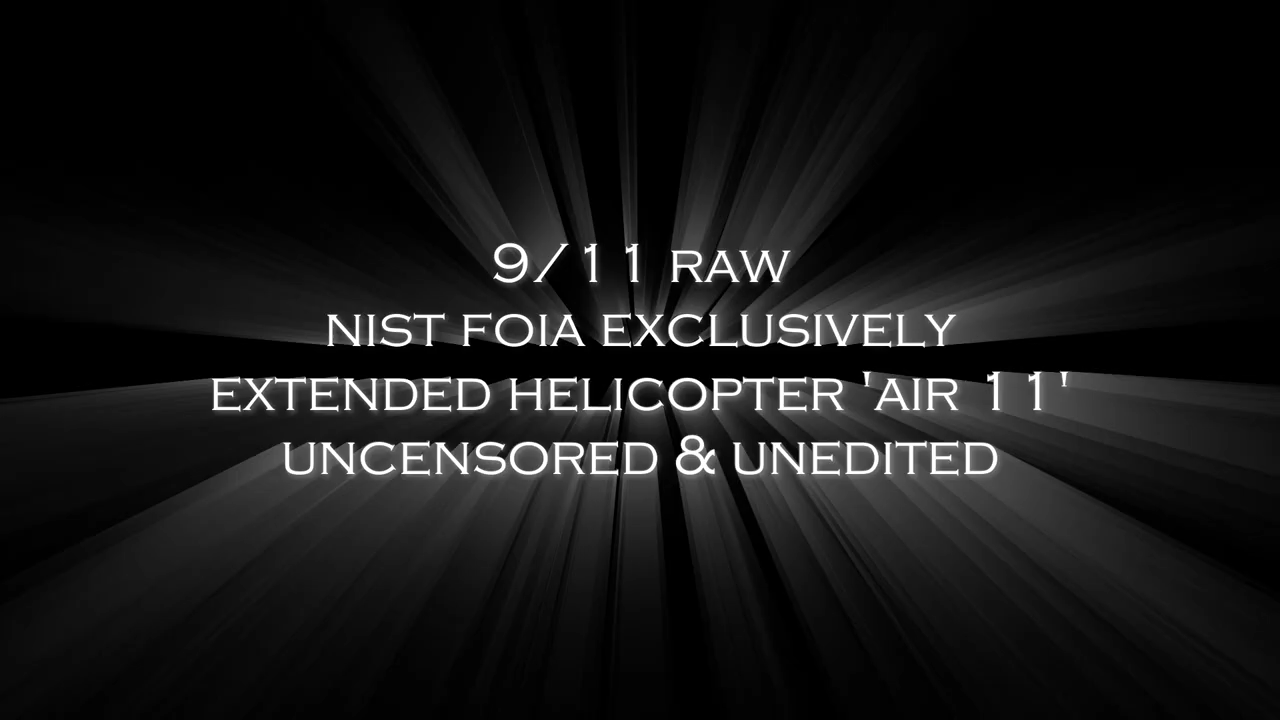 9/11 RAW
NIST FOIA EXCLUSIVELY
EXTENDED HELICOPTER 'AIR 11'
UNCENSORED & UNEDITED